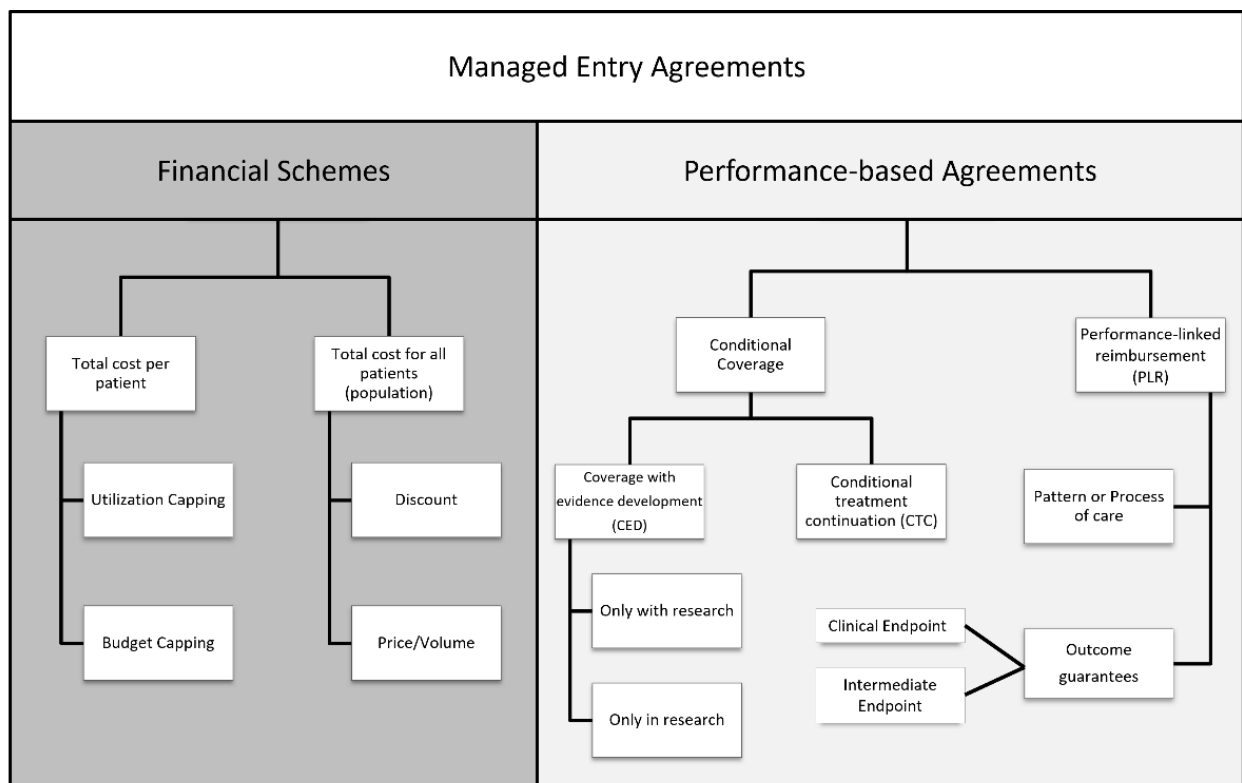 Managed Entry Agreements
Financial Schemes
Performance-based Agreements
Total cost per
patient
Utilization Capping
Budget Capping
Total cost for all
patients
(population)
Discount
Price/Volume
Conditional
Coverage
Coverage with
evidence development
(CED)
Only with research
Only in research
Conditional
treatment
continuation (CTC)
Performance-linked
reimbursement
(PLR)
Pattern or Process
of care
Outcome
guarantees
Clinical Endpoint
Intermediate
Endpoint